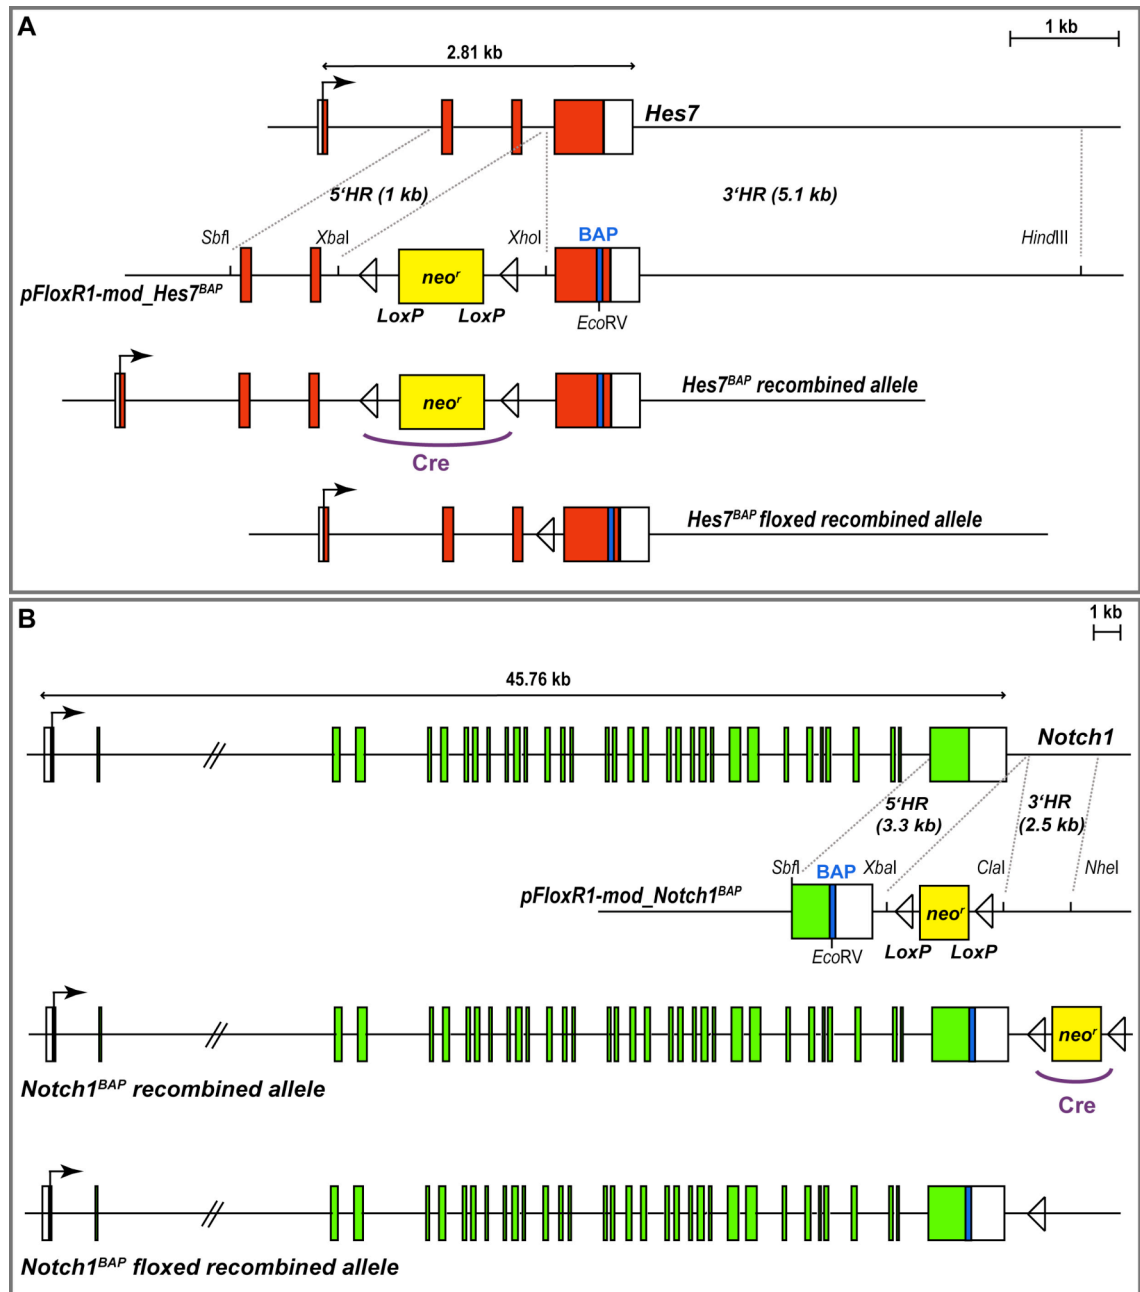 A
1 kb
2.81 kb
Hes7
5'HR (1 kb)
3'HR (5.1 kb)
SbfI
XbaI
XhoI
BAP
HindIII
neoʳ
pFloxR1-mod_Hes7ᴮᴬᴾ
LoxP
LoxP
EcoRV
Hes7ᴮᴬᴾ recombined allele
neoʳ
Cre
Hes7ᴮᴬᴾ floxed recombined allele
B
1 kb
45.76 kb
Notch1
5'HR
(3.3 kb)
3'HR
(2.5 kb)
SbfI
BAP
XbaI
ClaI
NheI
pFloxR1-mod_Notch1ᴮᴬᴾ
neoʳ
EcoRV
LoxP
LoxP
neoʳ
Notch1ᴮᴬᴾ recombined allele
Cre
Notch1ᴮᴬᴾ floxed recombined allele